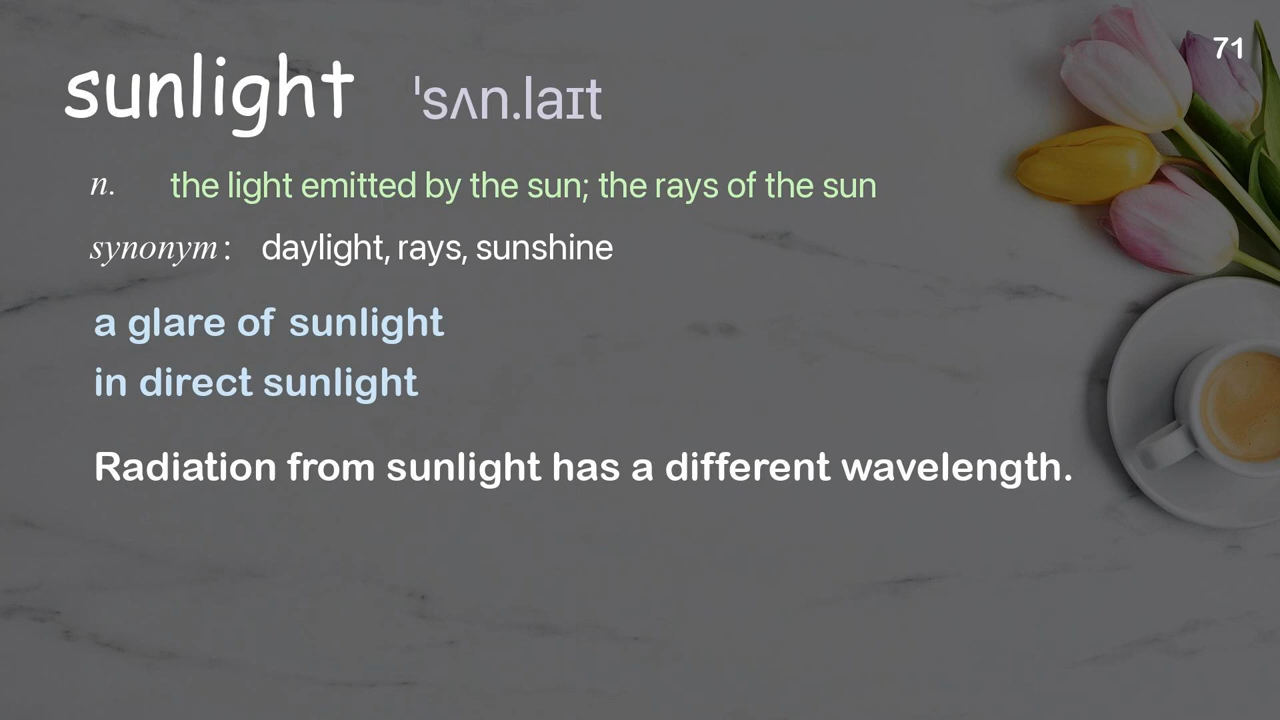 71
sunlight ˈsʌn.laɪt
n. the light emitted by the sun; the rays of the sun
synonym: daylight, rays, sunshine
a glare of sunlight
in direct sunlight
Radiation from sunlight has a different wavelength.